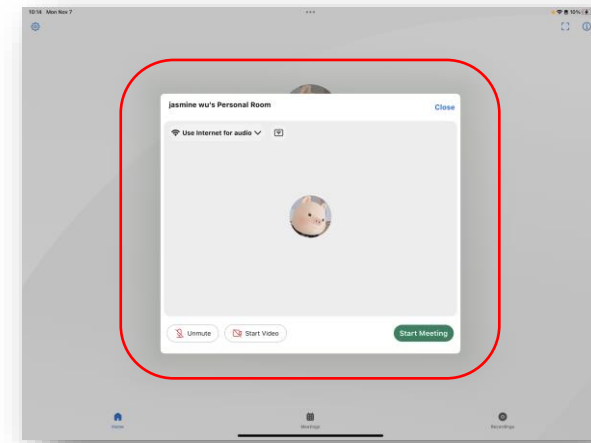 10:14 Mon Nov 7
10%
jasmine wu's Personal Room
Close
Use Internet for audio
Unmute
Start Video
Start Meeting
Home
Meetings
Recordings